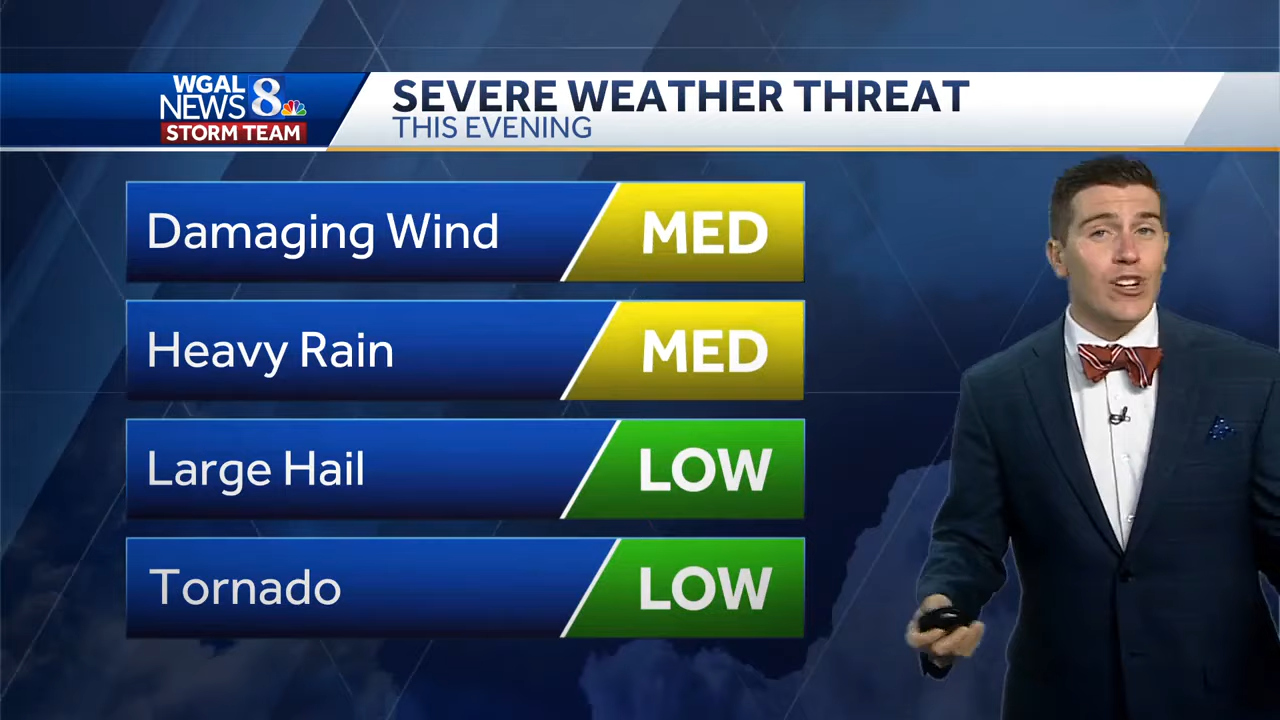 WGAL
NEWS 8
STORM TEAM
SEVERE WEATHER THREAT
THIS EVENING
Damaging Wind MED
Heavy Rain MED
Large Hail LOW
Tornado LOW